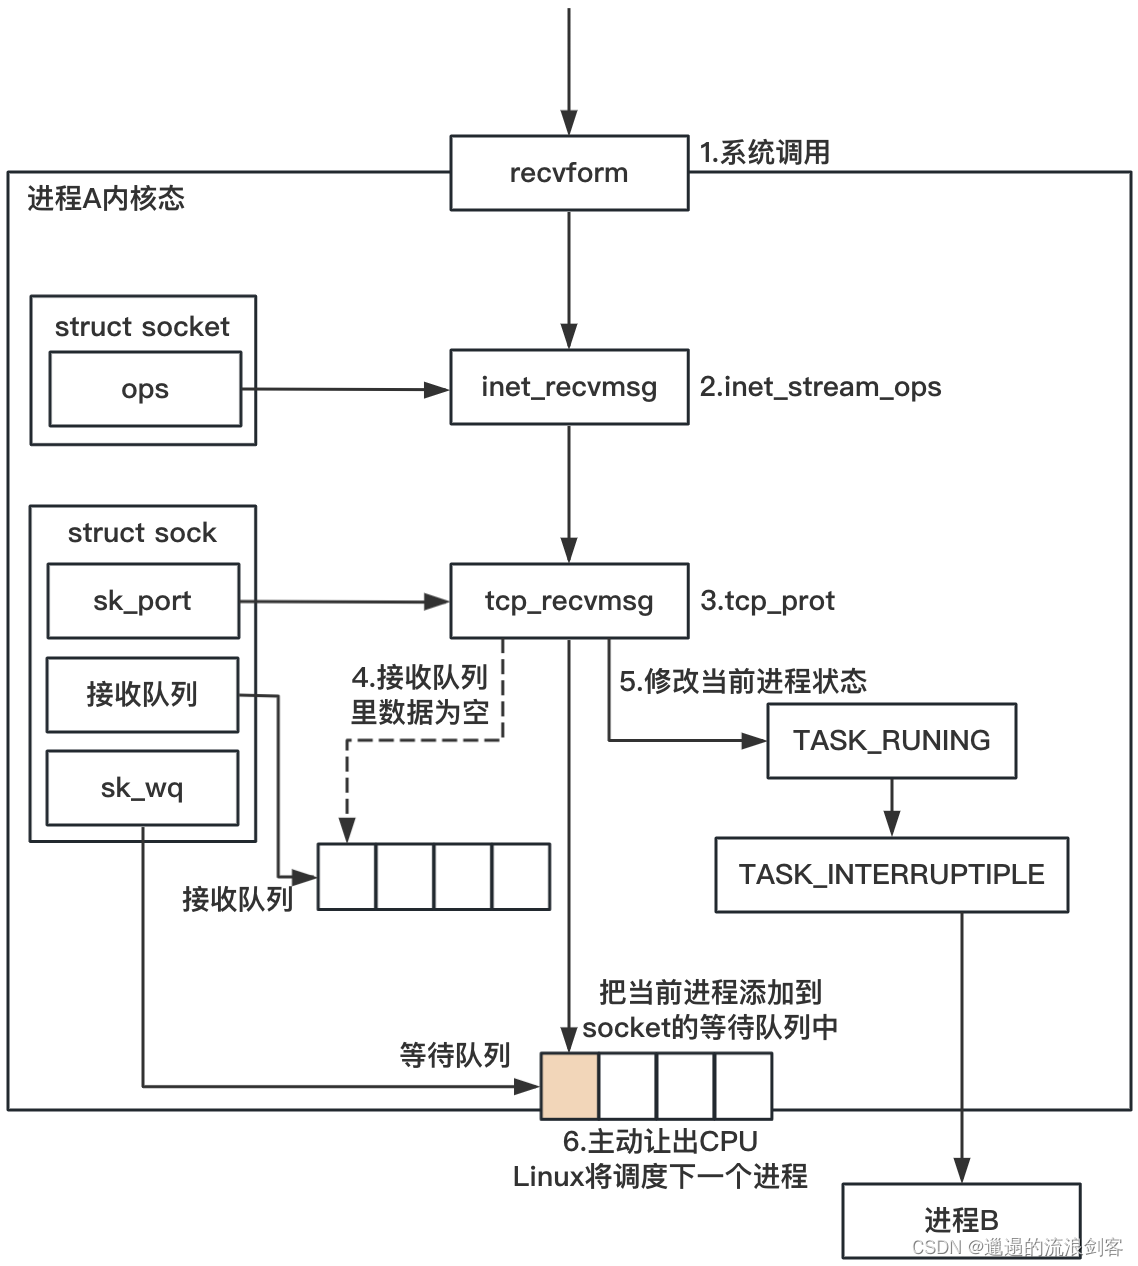 recvform
1.系统调用
进程A内核态
struct socket
ops
inet_recvmsg
2.inet_stream_ops
struct sock
sk_port
tcp_recvmsg
3.tcp_prot
接收队列
4.接收队列
里数据为空
5.修改当前进程状态
TASK_RUNING
sk_wq
TASK_INTERRUPTIPLE
接收队列
把当前进程添加到
socket的等待队列中
等待队列
6.主动让出CPU
Linux将调度下一个进程
进程B
CSDN @邋遢的流浪剑客